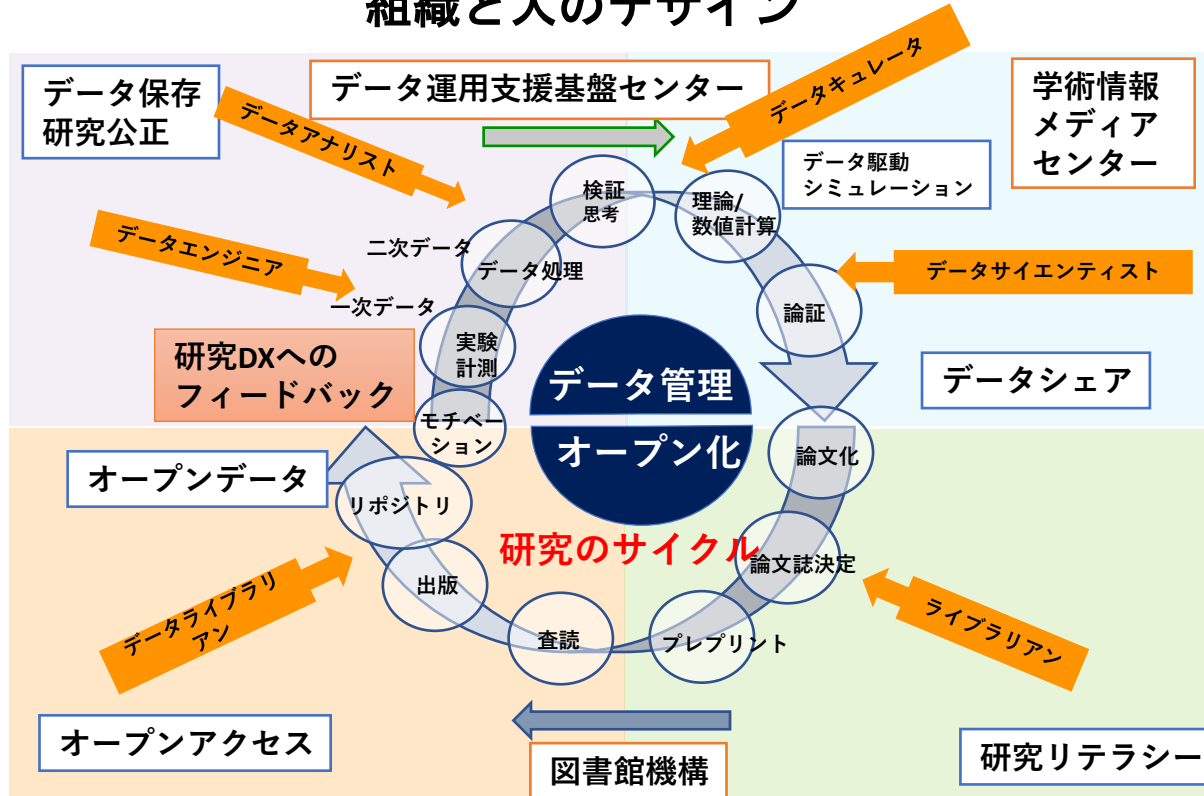 組織と人のデザイン
データ保存
研究公正
データ運用支援基盤センター
データキュレータ
学術情報
メディア
センター
データアナリスト
データ駆動
シミュレーション
検証
思考
理論/
数値計算
データエンジニア
二次データ
データ処理
データサイエンティスト
一次データ
論証
実験
計測
研究DXへの
フィードバック
データ管理
データシェア
モチベー
ション
オープン化
論文化
オープンデータ
リポジトリ
研究のサイクル
論文誌決定
出版
データライブラリ
アン
ライブラリアン
査読
プレプリント
オープンアクセス
図書館機構
研究リテラシー